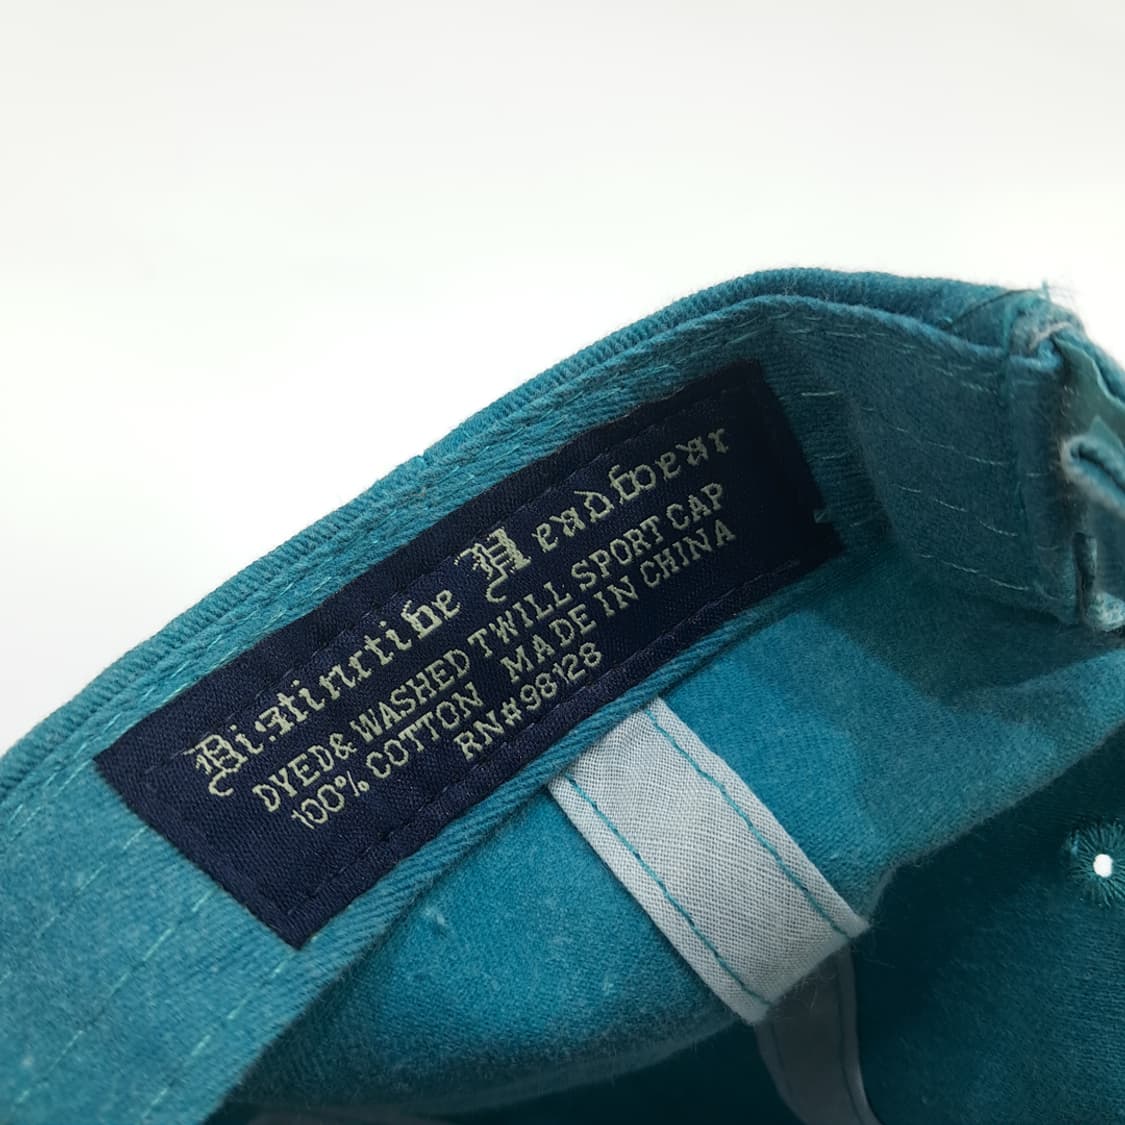 Distinctive Headwear
DYED & WASHED TWILL SPORT CAP
100% COTTON MADE IN CHINA
RN#98128